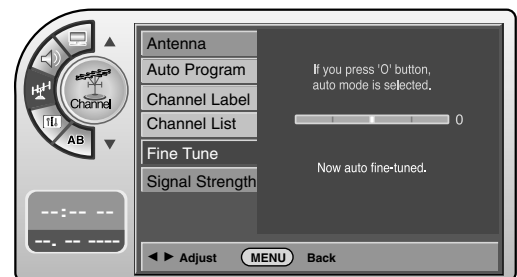 Antenna
Auto Program
Channel Label
Channel List
Fine Tune
Signal Strength
If you press 'O' button,
auto mode is selected.
0
Now auto fine-tuned.
Channel
AB
--:-- --
--. -- ----
◄ ► Adjust MENU Back